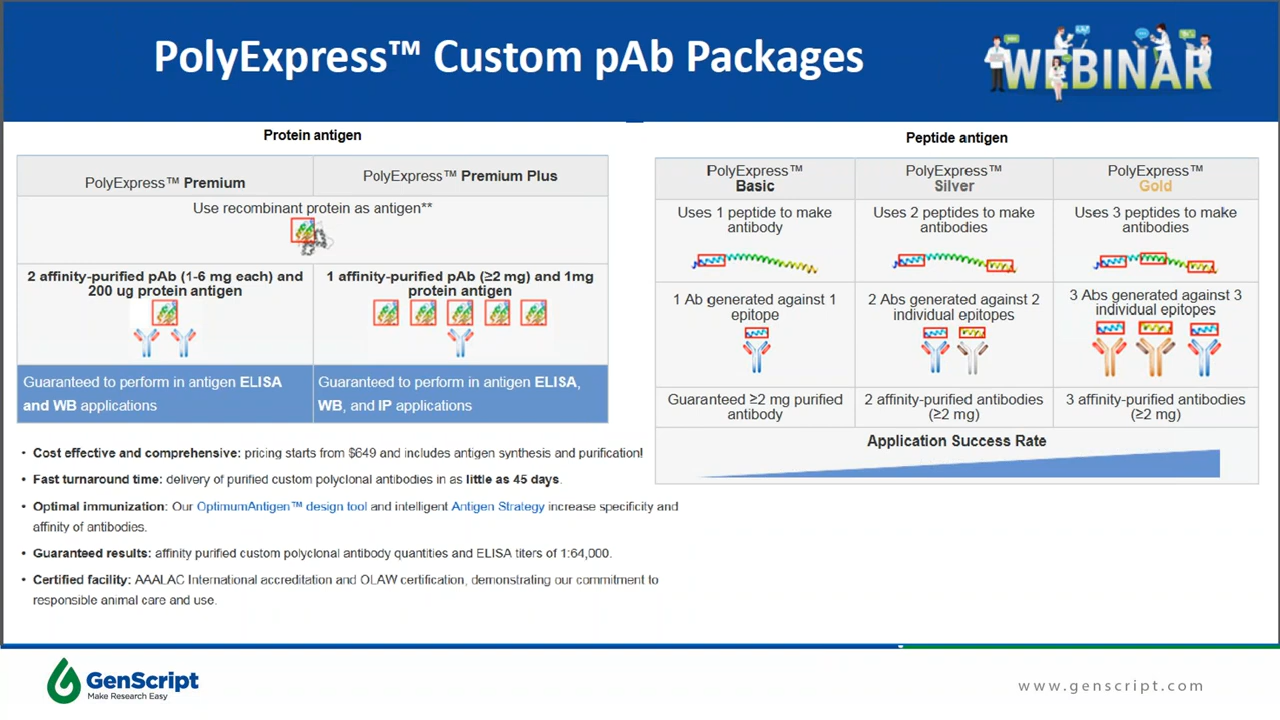 PolyExpress™ Custom pAb Packages
WEBINAR
Protein antigen
PolyExpress™ Premium
PolyExpress™ Premium Plus
Use recombinant protein as antigen**
2 affinity-purified pAb (1-6 mg each) and
200 ug protein antigen
1 affinity-purified pAb (≥2 mg) and 1mg
protein antigen
Guaranteed to perform in antigen ELISA
and WB applications
Guaranteed to perform in antigen ELISA,
WB, and IP applications
• Cost effective and comprehensive: pricing starts from $649 and includes antigen synthesis and purification!
• Fast turnaround time: delivery of purified custom polyclonal antibodies in as little as 45 days.
• Optimal immunization: Our OptimumAntigen™ design tool and intelligent Antigen Strategy increase specificity and
affinity of antibodies.
• Guaranteed results: affinity purified custom polyclonal antibody quantities and ELISA titers of 1:64,000.
• Certified facility: AAALAC International accreditation and OLAW certification, demonstrating our commitment to
responsible animal care and use.
Peptide antigen
PolyExpress™
Basic
PolyExpress™
Silver
PolyExpress™
Gold
Uses 1 peptide to make
antibody
Uses 2 peptides to make
antibodies
Uses 3 peptides to make
antibodies
1 Ab generated against 1
epitope
2 Abs generated against 2
individual epitopes
3 Abs generated against 3
individual epitopes
Guaranteed ≥2 mg purified
antibody
2 affinity-purified antibodies
(≥2 mg)
3 affinity-purified antibodies
(≥2 mg)
Application Success Rate
GenScript
Make Research Easy
www.genscript.com